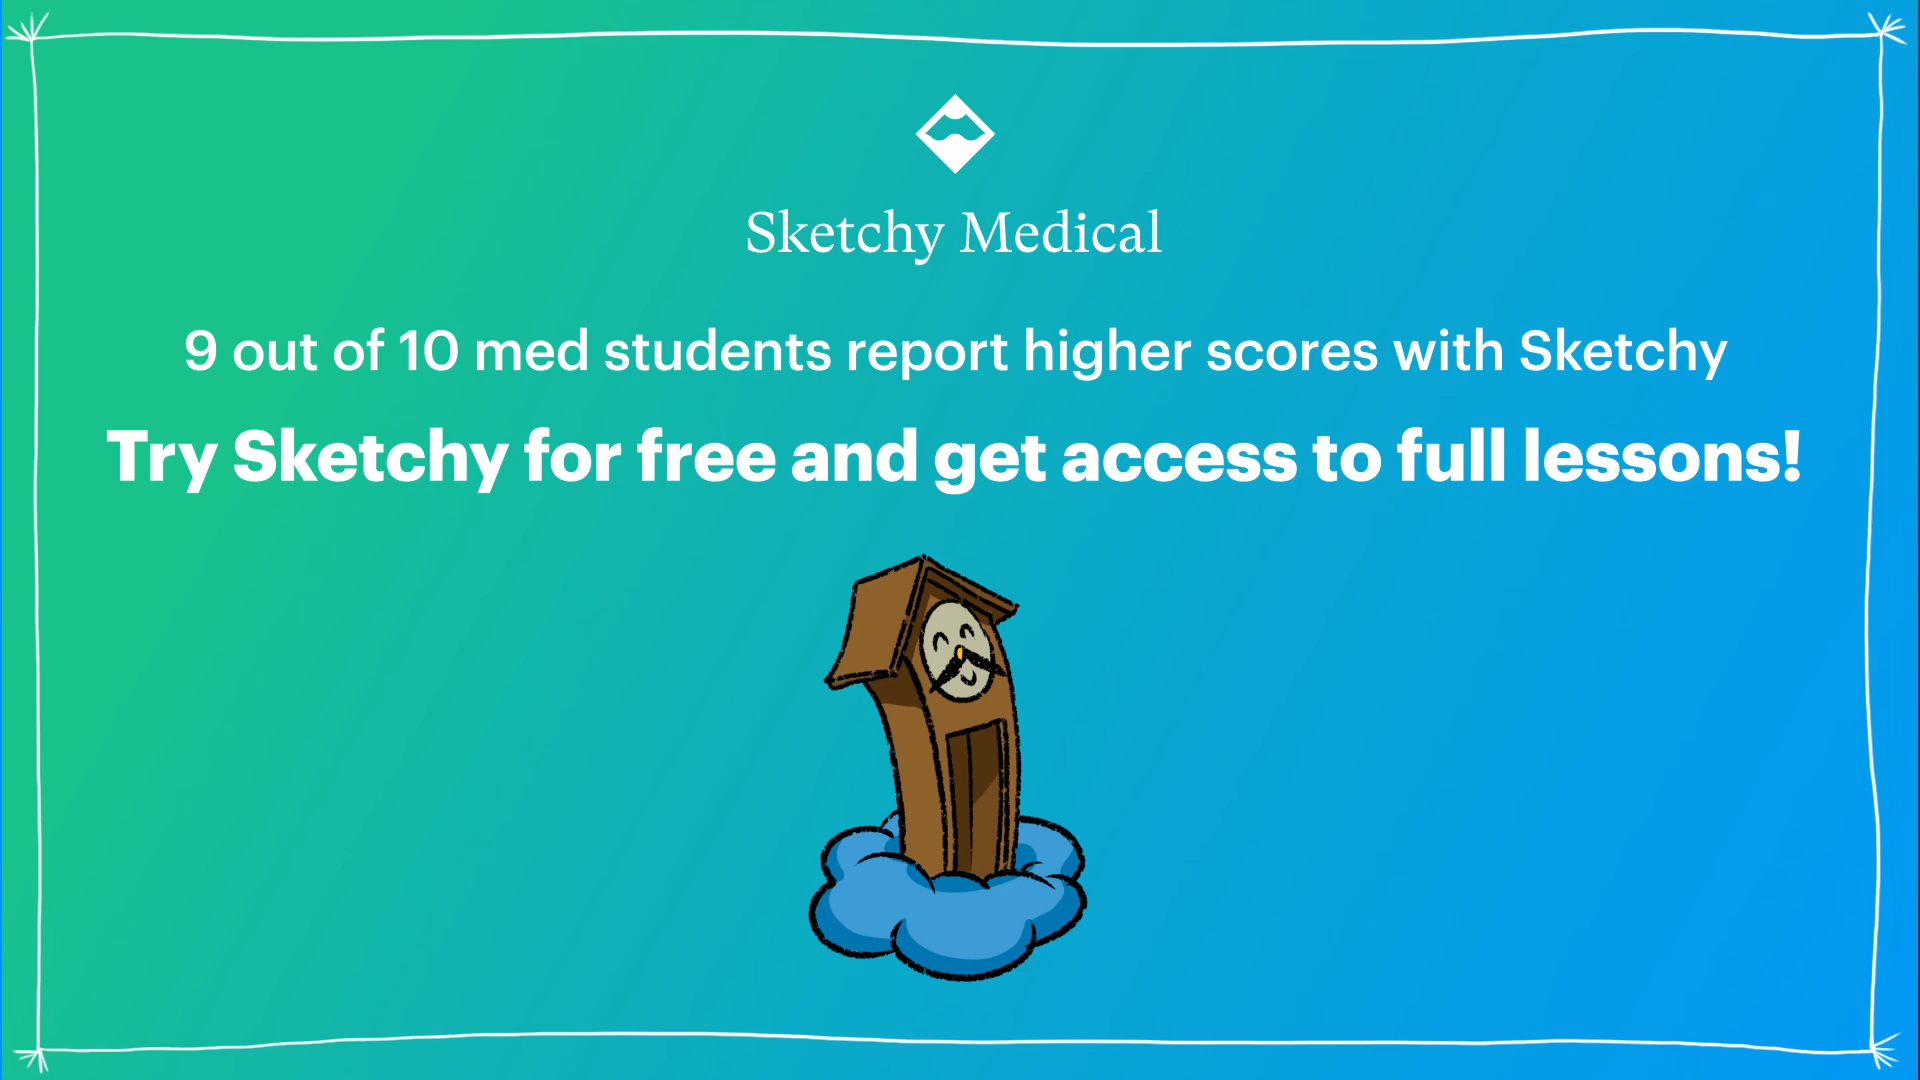 Sketchy Medical
9 out of 10 med students report higher scores with Sketchy
Try Sketchy for free and get access to full lessons!